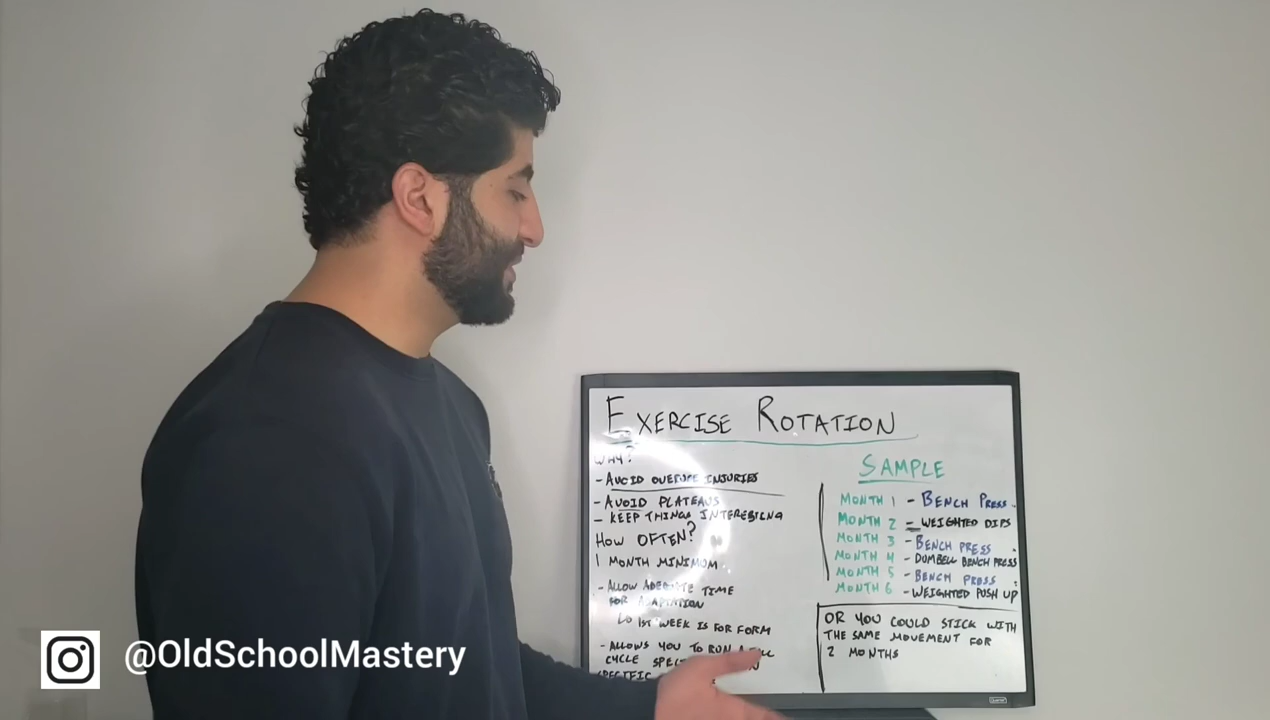 EXERCISE ROTATION
WHY?
- AVOID OVERUSE INJURIES
- AVOID PLATEAUS
- KEEP THINGS INTERESING
HOW OFTEN?
1 MONTH MINIMUM
- ALLOW ADEQUATE TIME
FOR ADAPTATION
1ST WEEK IS FOR FORM
- ALLOWS YOU TO RUN A FULL
CYCLE
SPECIFIC
SAMPLE
MONTH 1 - BENCH PRESS
MONTH 2 - WEIGHTED DIPS
MONTH 3 - BENCH PRESS
MONTH 4 - DUMBELL BENCH PRESS
MONTH 5 - BENCH PRESS
MONTH 6 - WEIGHTED PUSH UP
OR YOU COULD STICK WITH
THE SAME MOVEMENT FOR
2 MONTHS
@OldSchoolMastery